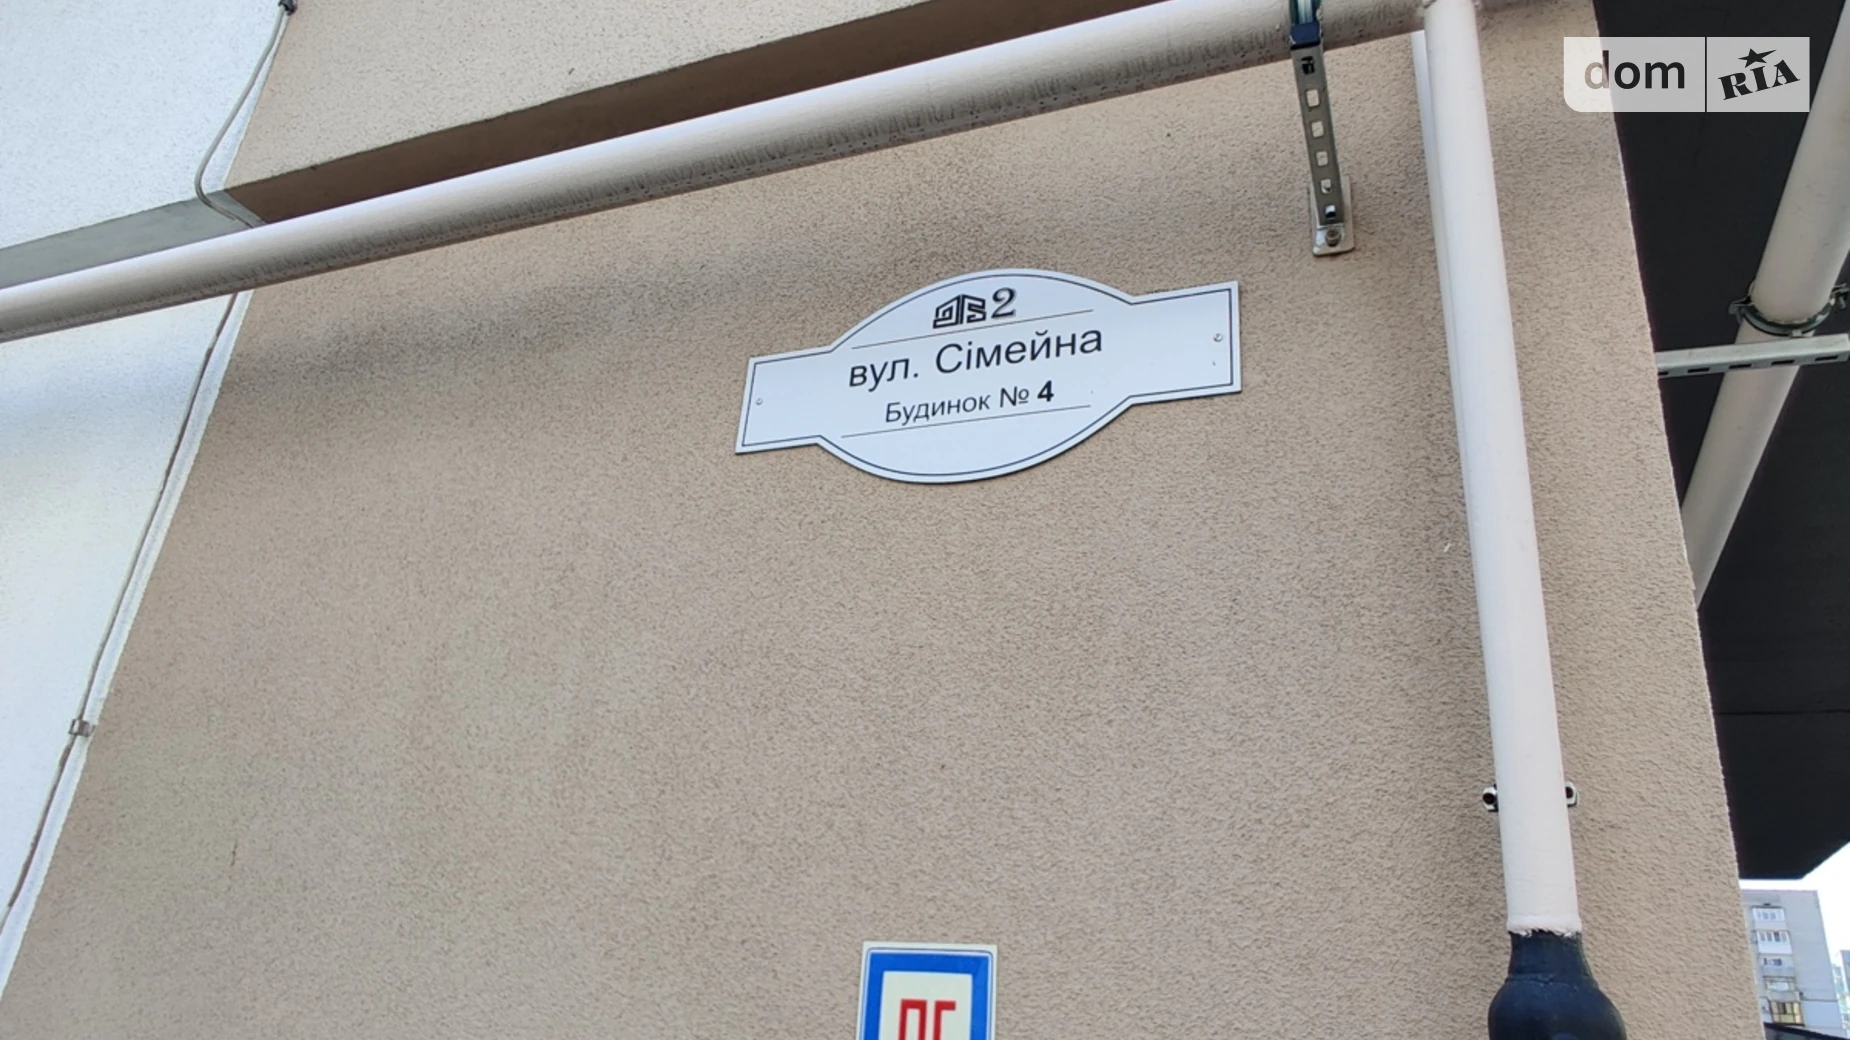 dom RIA
2
вул. Сімейна
Будинок № 4
ПГ